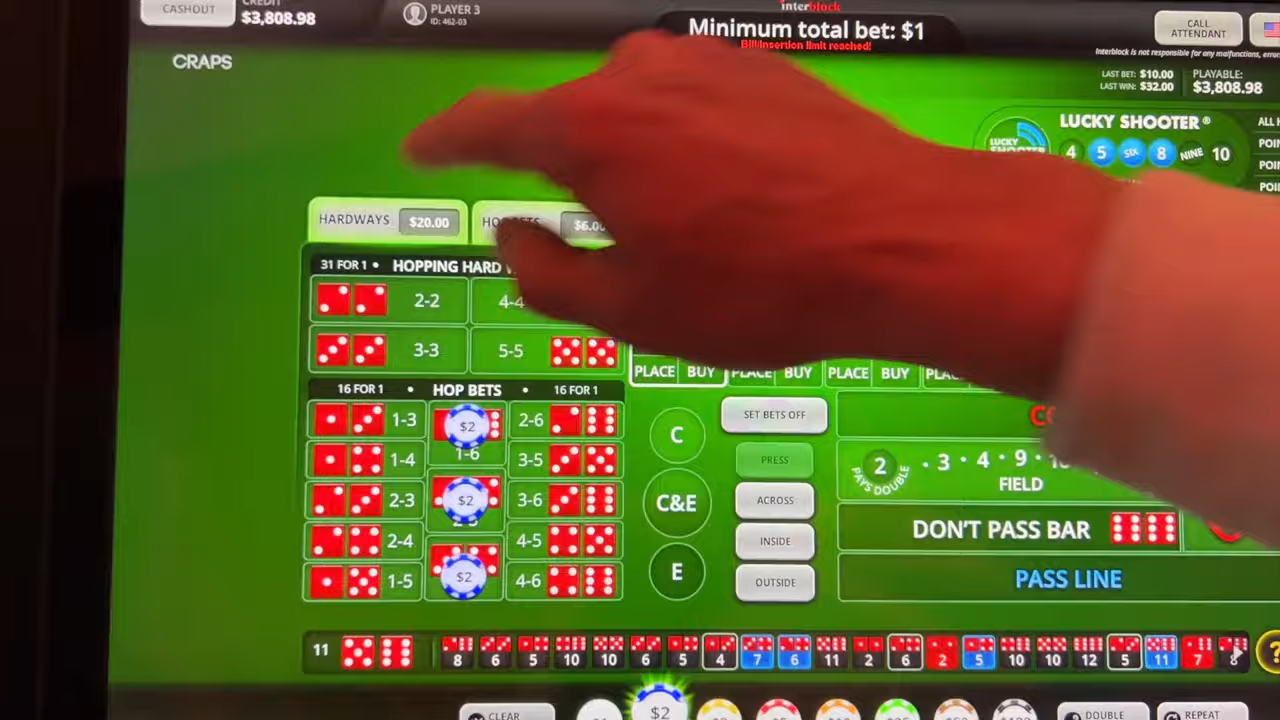 CASHOUT
CREDIT
$3,808.98
PLAYER 3
ID: 462-03
interblock
Minimum total bet: $1
Bill insertion limit reached!
CALL
ATTENDANT
Interblock is not responsible for any malfunctions,
CRAPS
LAST BET: $10.00
LAST WIN: $32.00
PLAYABLE:
$3,808.98
LUCKY SHOOTER®
LUCKY
4 5 SIX 8 NINE 10
ALL
HARDWAYS $20.00
31 FOR 1 • HOPPING HARD
2-2 4-4
3-3 5-5
PLACE BUY PLACE BUY PLACE BUY
16 FOR 1 • HOP BETS • 16 FOR 1
1-3 $2 2-6
1-4 1-6 3-5
2-3 $2 3-6
2-4 4-5
1-5 $2 4-6
C
C&E
E
SET BETS OFF
PRESS
ACROSS
INSIDE
OUTSIDE
2 • 3 • 4 • 9 •
PAYS DOUBLE
FIELD
DON'T PASS BAR
PASS LINE
11 8 6 5 10 10 6 5 4 7 6 11 2 6 2 5 10 10 12 5 11 7 8 ?
CLEAR $2 DOUBLE REPEAT